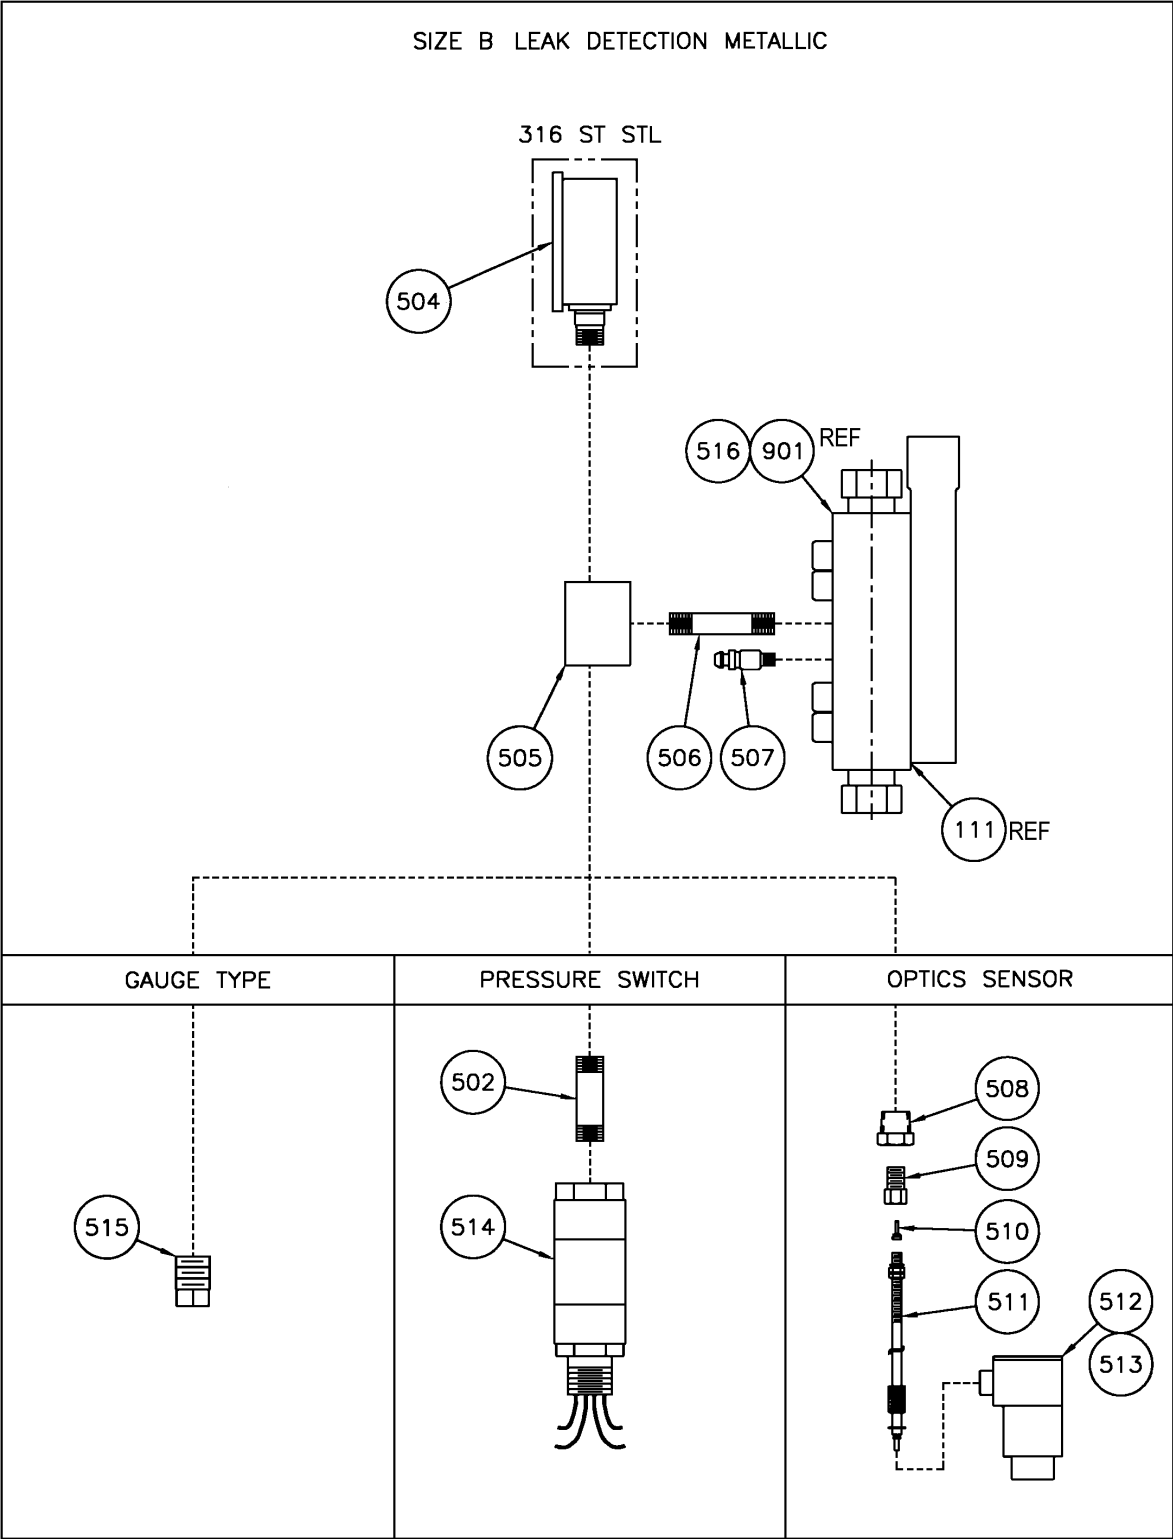 SIZE B LEAK DETECTION METALLIC
316 ST STL
504
516 901 REF
505
506
507
111 REF
GAUGE TYPE
PRESSURE SWITCH
OPTICS SENSOR
502
508
509
515
514
510
511
512
513